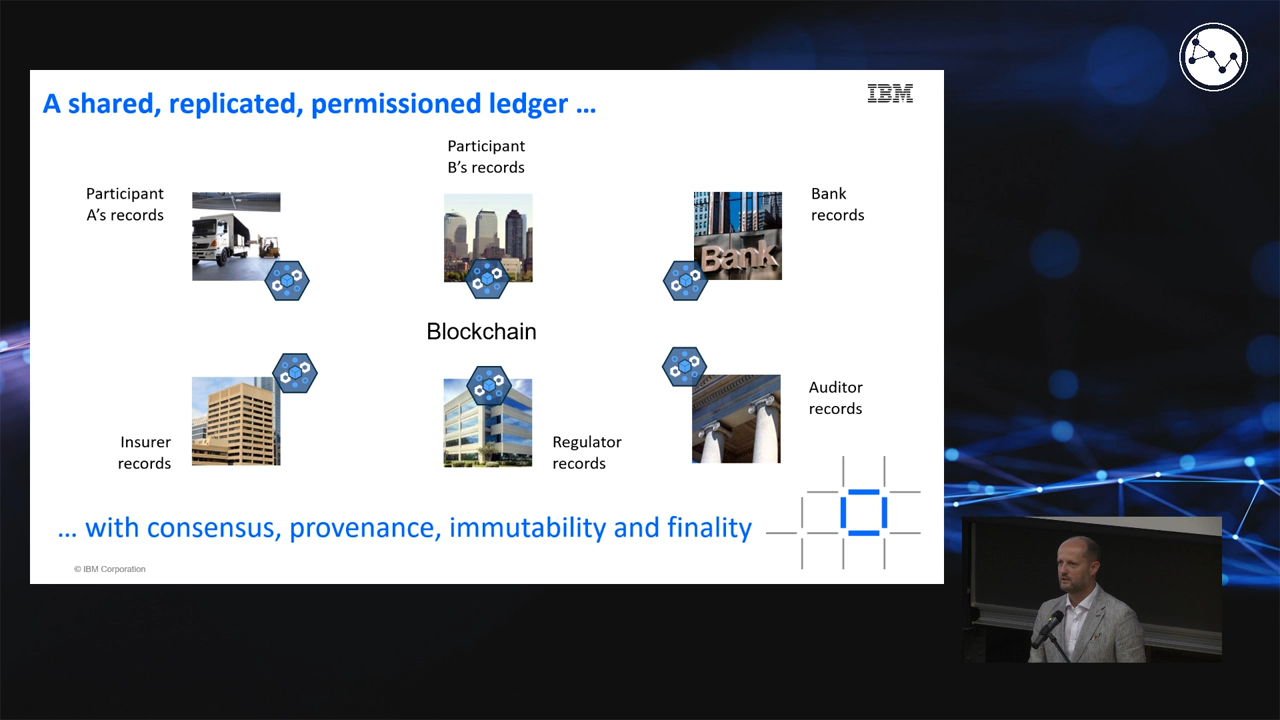 A shared, replicated, permissioned ledger ...
IBM
Participant
B's records
Participant
A's records
Bank
records
Bank
Blockchain
Auditor
records
Insurer
records
Regulator
records
... with consensus, provenance, immutability and finality
© IBM Corporation